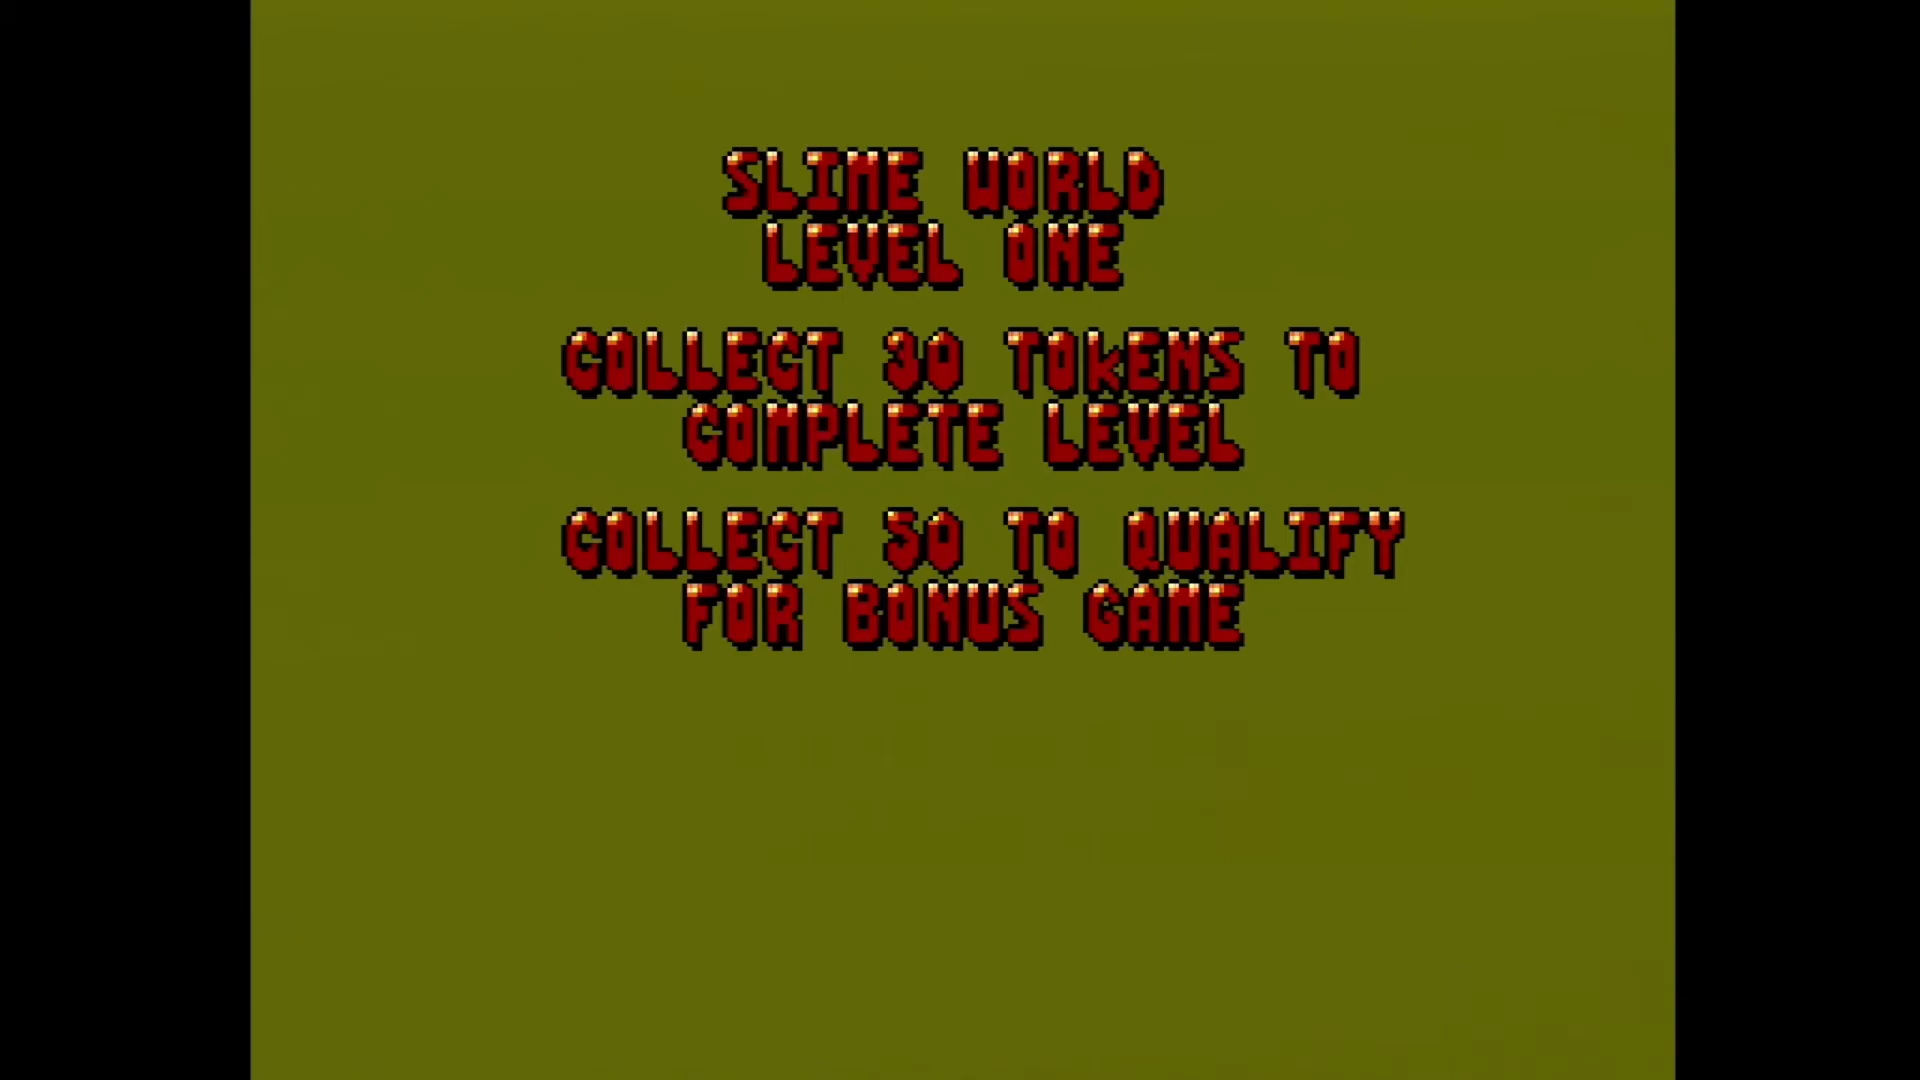 SLIME WORLD
LEVEL ONE
COLLECT 30 TOKENS TO
COMPLETE LEVEL
COLLECT 50 TO QUALIFY
FOR BONUS GAME